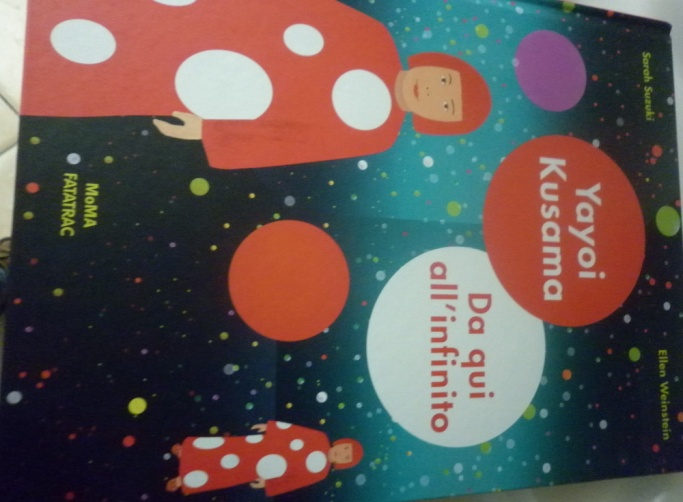 Sarah Suzuki
Ellen Weinstein
Yayoi
Kusama
Da qui
all'infinito
MoMA
FATATRAC